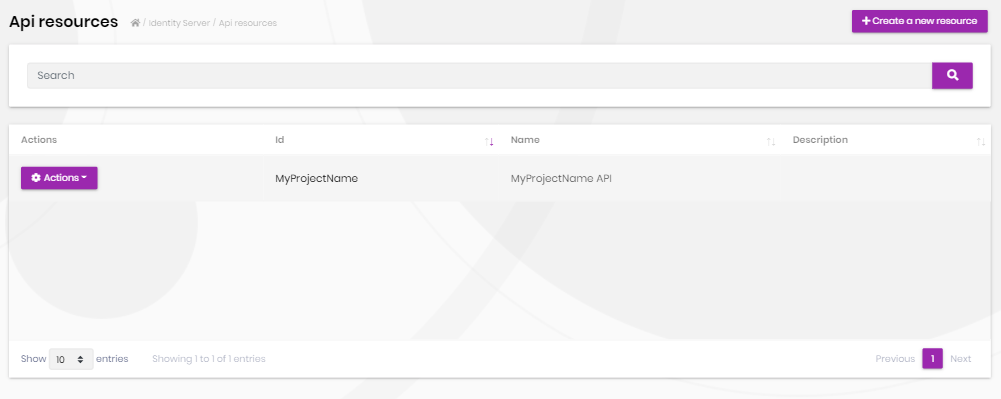 Api resources / Identity Server / Api resources Create a new resource
Search
Actions Id Name Description
Actions MyProjectName MyProjectName API
Show 10 entries Showing 1 to 1 of 1 entries Previous 1 Next